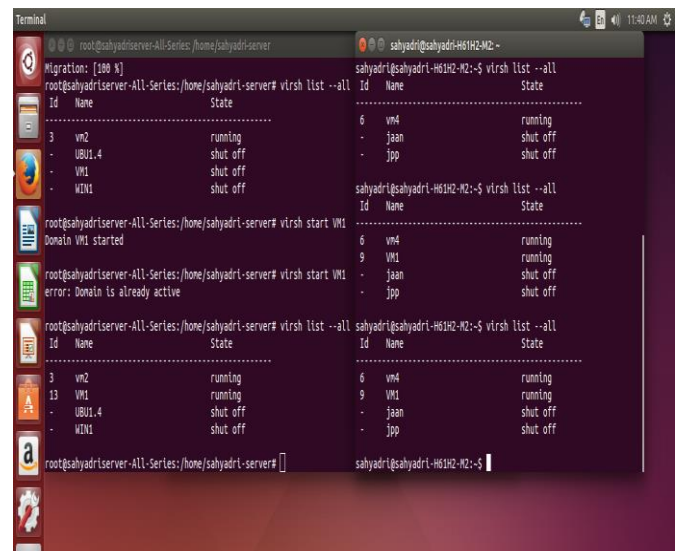 Terminal
En
11:40 AM
root@sahyadriserver-All-Series: /home/sahyadri-server
Migration: [100 %]
root@sahyadriserver-All-Series:/home/sahyadri-server# virsh list --all
Id Name State
----------------------------------------------------
3 vm2 running
- UBU1.4 shut off
- VM1 shut off
- WIN1 shut off
root@sahyadriserver-All-Series:/home/sahyadri-server# virsh start VM1
Domain VM1 started
root@sahyadriserver-All-Series:/home/sahyadri-server# virsh start VM1
error: Domain is already active
root@sahyadriserver-All-Series:/home/sahyadri-server# virsh list --all
Id Name State
----------------------------------------------------
3 vm2 running
13 VM1 running
- UBU1.4 shut off
- WIN1 shut off
root@sahyadriserver-All-Series:/home/sahyadri-server#
sahyadri@sahyadri-H61H2-M2: ~
sahyadri@sahyadri-H61H2-M2:~$ virsh list --all
Id Name State
----------------------------------------------------
6 vm4 running
- jaan shut off
- jpp shut off
sahyadri@sahyadri-H61H2-M2:~$ virsh list --all
Id Name State
----------------------------------------------------
6 vm4 running
9 VM1 running
- jaan shut off
- jpp shut off
sahyadri@sahyadri-H61H2-M2:~$ virsh list --all
Id Name State
----------------------------------------------------
6 vm4 running
9 VM1 running
- jaan shut off
- jpp shut off
sahyadri@sahyadri-H61H2-M2:~$